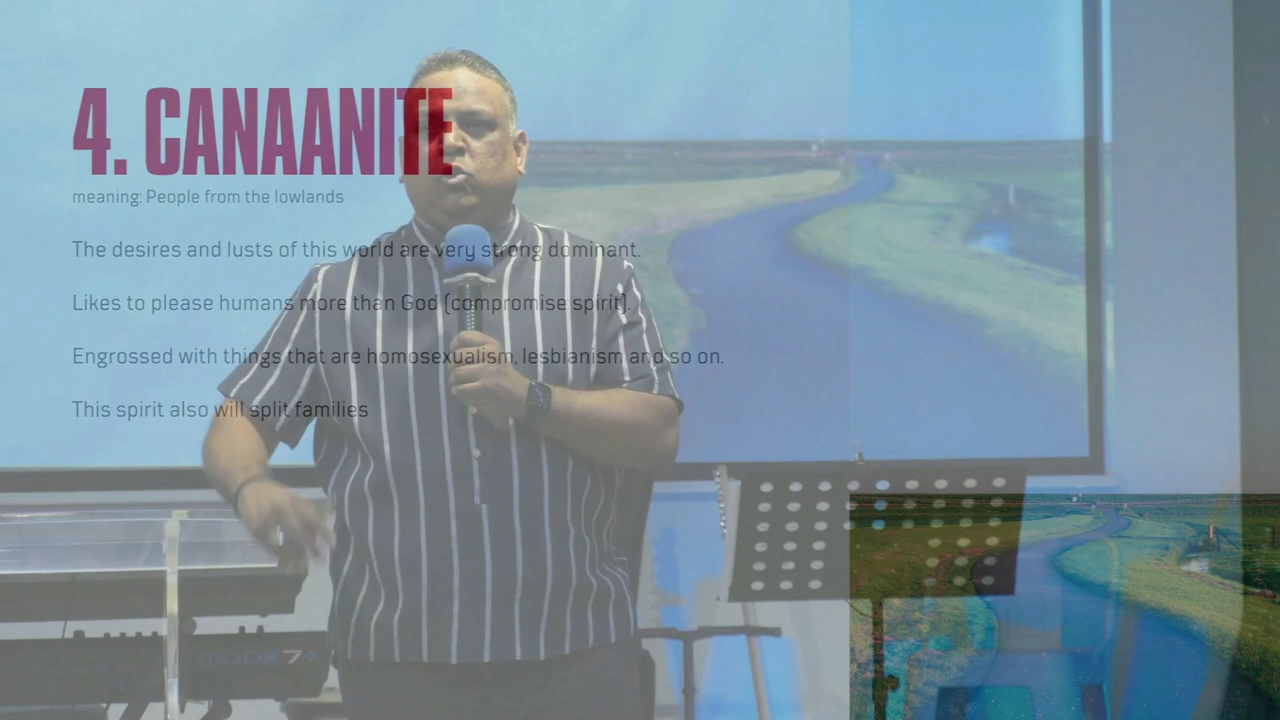 4. CANAANITE
meaning: People from the lowlands
The desires and lusts of this world are very strong dominant.
Likes to please humans more than God (compromise spirit).
Engrossed with things that are homosexualism, lesbianism and so on.
This spirit also will split families
7+